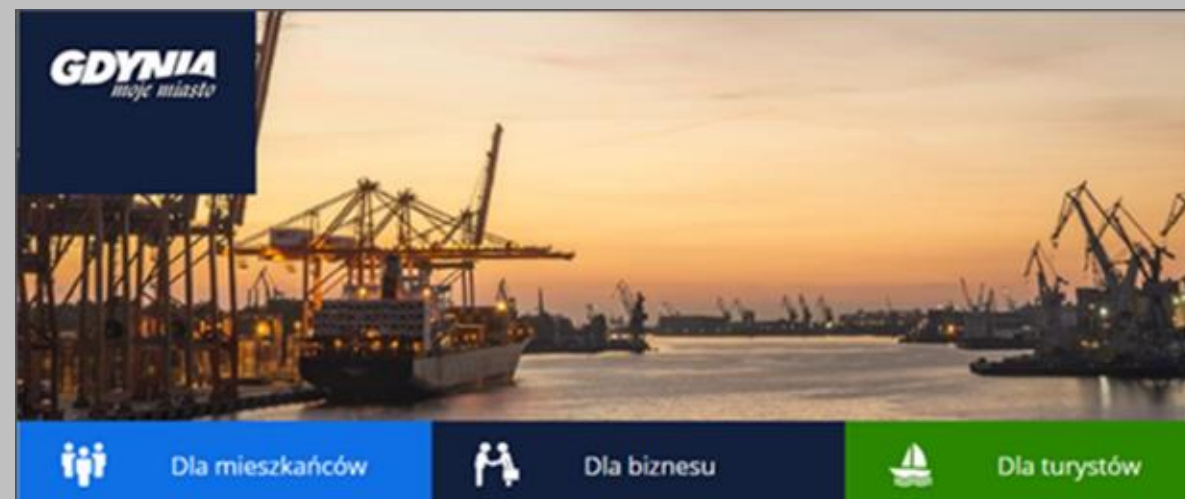 GDYNIA
moje miasto
Dla mieszkańców
Dla biznesu
Dla turystów